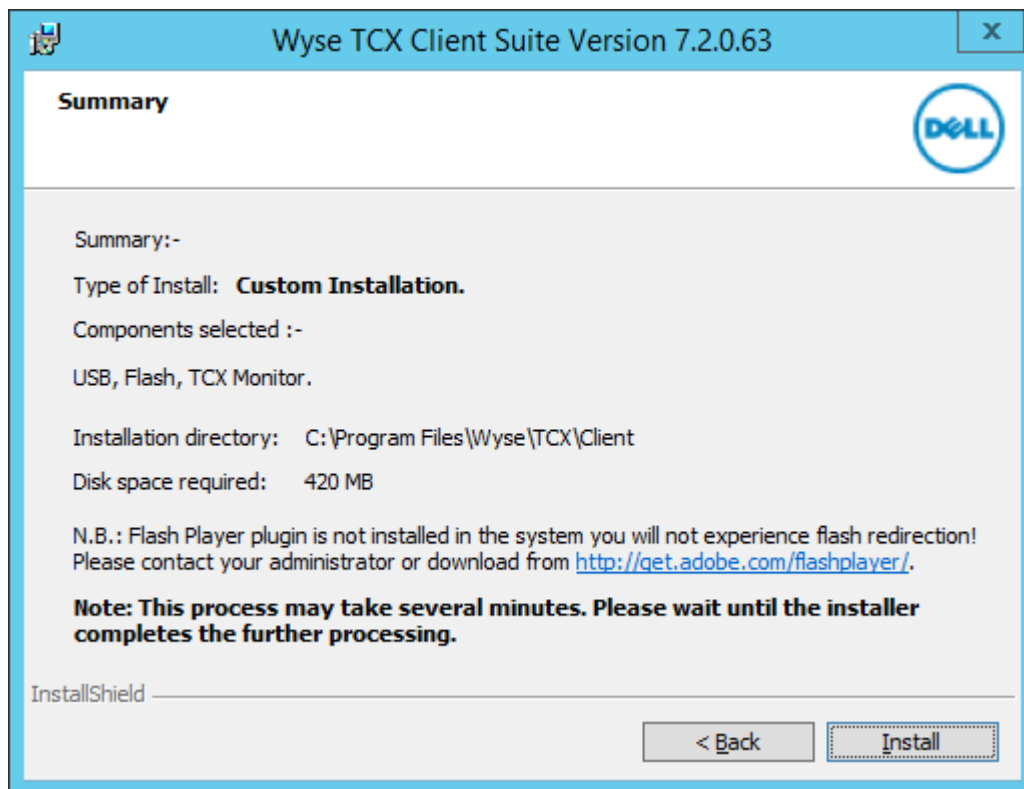 Wyse TCX Client Suite Version 7.2.0.63
x
Summary
DELL
Summary:-
Type of Install: Custom Installation.
Components selected :-
USB, Flash, TCX Monitor.
Installation directory: C:\Program Files\Wyse\TCX\Client
Disk space required: 420 MB
N.B.: Flash Player plugin is not installed in the system you will not experience flash redirection!
Please contact your administrator or download from http://get.adobe.com/flashplayer/.
Note: This process may take several minutes. Please wait until the installer
completes the further processing.
InstallShield
< Back
Install